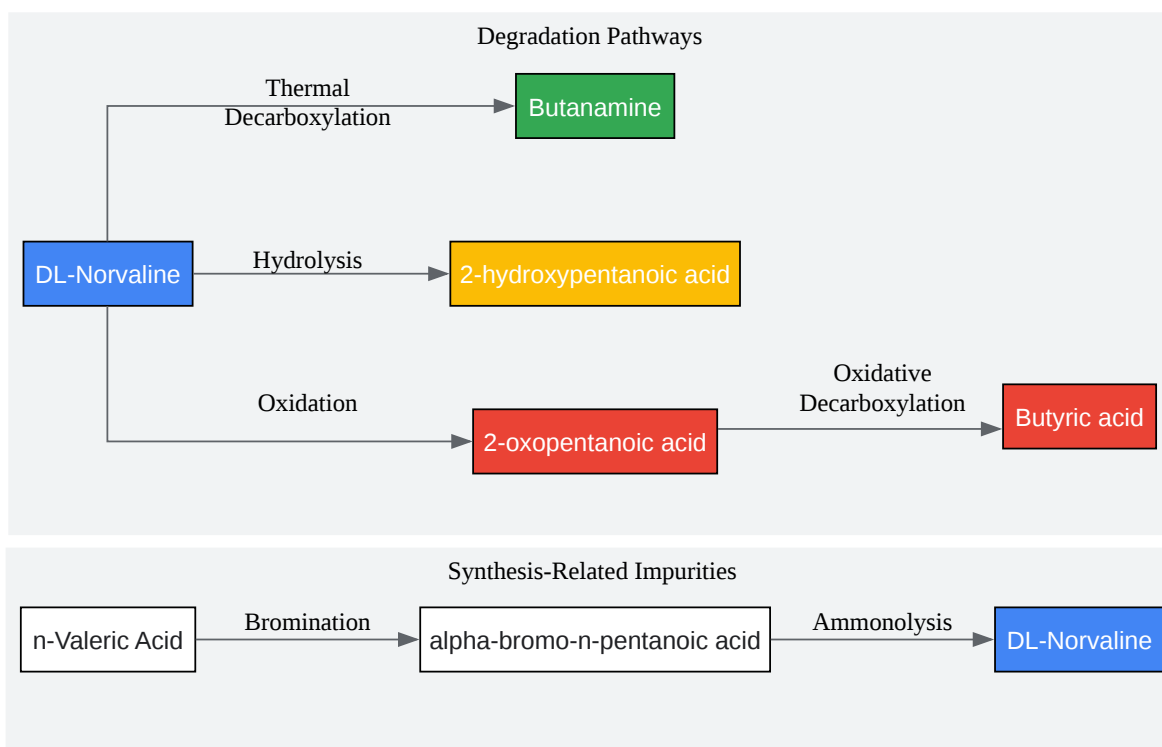 Degradation Pathways
Thermal
Decarboxylation
Butanamine
DL-Norvaline
Hydrolysis
2-hydroxypentanoic acid
Oxidation
2-oxopentanoic acid
Oxidative
Decarboxylation
Butyric acid
Synthesis-Related Impurities
n-Valeric Acid
Bromination
alpha-bromo-n-pentanoic acid
Ammonolysis
DL-Norvaline